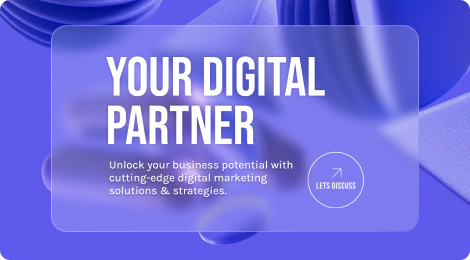 YOUR DIGITAL
PARTNER
Unlock your business potential with
cutting-edge digital marketing
solutions & strategies.
LETS DISCUSS